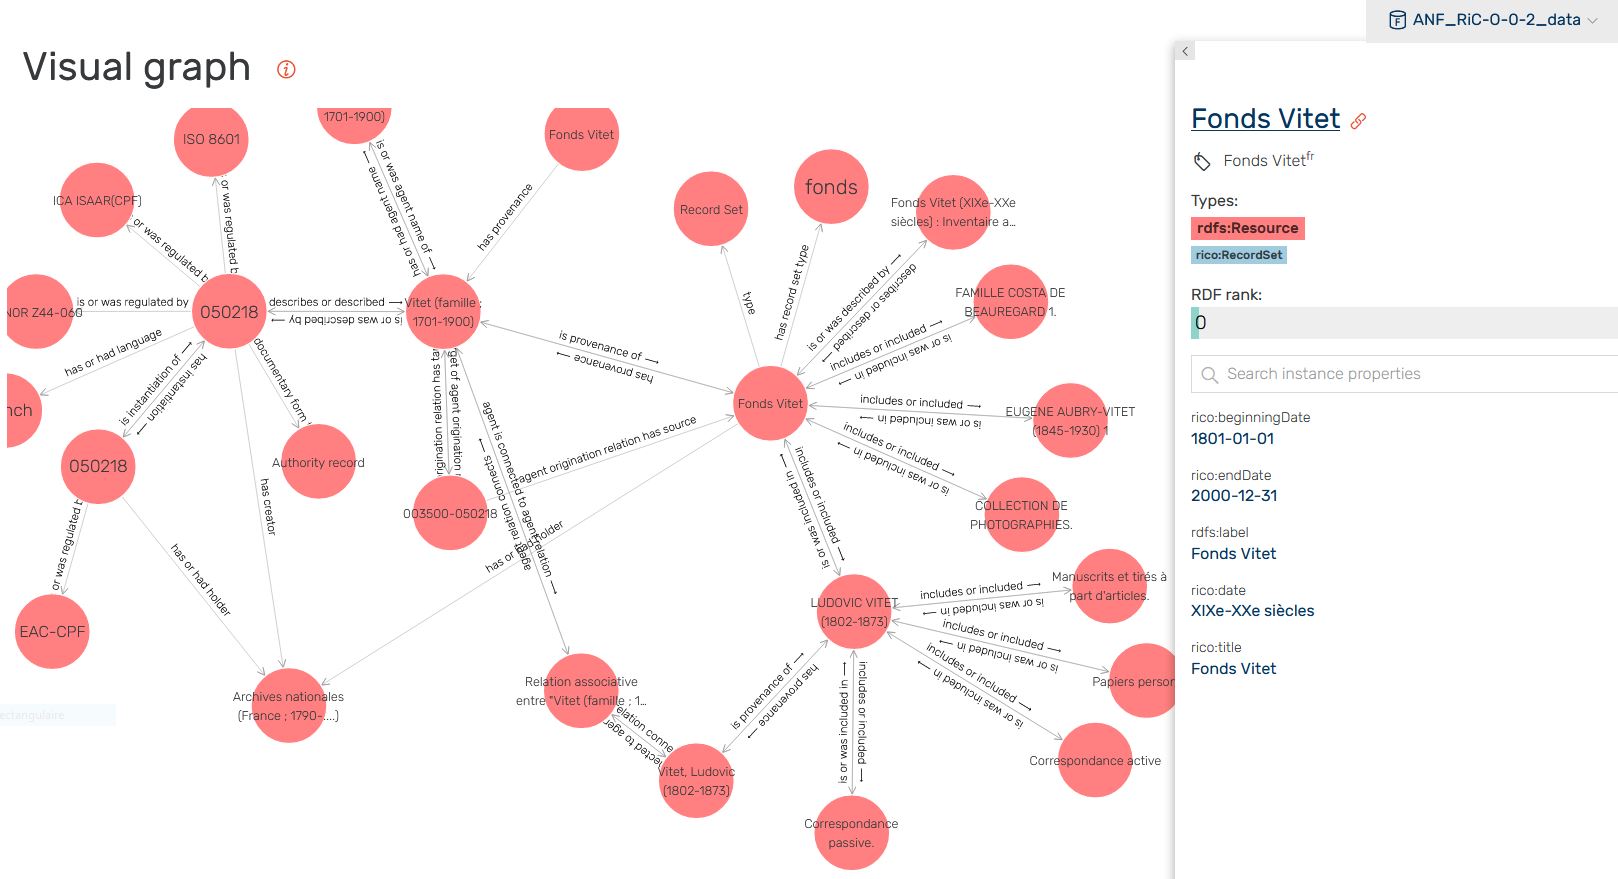 ANF_RiC-O-0-2_data
Visual graph
ISO 8601
1701-1900)
Fonds Vitet
ICA ISAAR(CPF)
Record Set
fonds
Fonds Vitet (XIXe-XXe
siècles) : Inventaire a...
or was regulated b
or was regulated b
is or was agent name of
has agent had or has name
has provenance
NOR Z44-060
is or was regulated by
050218
describes or described
is or was described by
Vitet (famille ;
1701-1900)
type
has record set type
is or was described by
describes or described
FAMILLE COSTA DE
BEAUREGARD 1.
includes or included
is or was included in
is provenance of
has provenance
Fonds Vitet
includes or included
is or was included in
EUGENE AUBRY-VITET
(1845-1930) 1
has or had language
nch
is instantiation of
has instantiation
documentary form
050218
Authority record
rigination relation has ta
et of agent origination r
agent is connected to agent relation
agent relation connects
agent origination relation has source
003500-050218
includes or included
is or was included in
COLLECTION DE
PHOTOGRAPHIES.
includes or included
is or was included in
has creator
has or had holder
or was regulated b
has or had holder
EAC-CPF
Archives nationales
(France ; 1790-....)
ectangulaire
LUDOVIC VITET
(1802-1873)
includes or included
is or was included in
Manuscrits et tirés à
part d'articles.
includes or included
is or was included in
Papiers person
includes or included
is or was included in
Correspondance active
Relation associative
entre "Vitet (famille ; 1...
elation conne
ected to ager
is provenance of
has provenance
Vitet, Ludovic
(1802-1873)
is or was included in
includes or included
Correspondance
passive.
Fonds Vitet
Fonds Vitet fr
Types:
rdfs:Resource
rico:RecordSet
RDF rank:
0
Search instance properties
rico:beginningDate
1801-01-01
rico:endDate
2000-12-31
rdfs:label
Fonds Vitet
rico:date
XIXe-XXe siècles
rico:title
Fonds Vitet